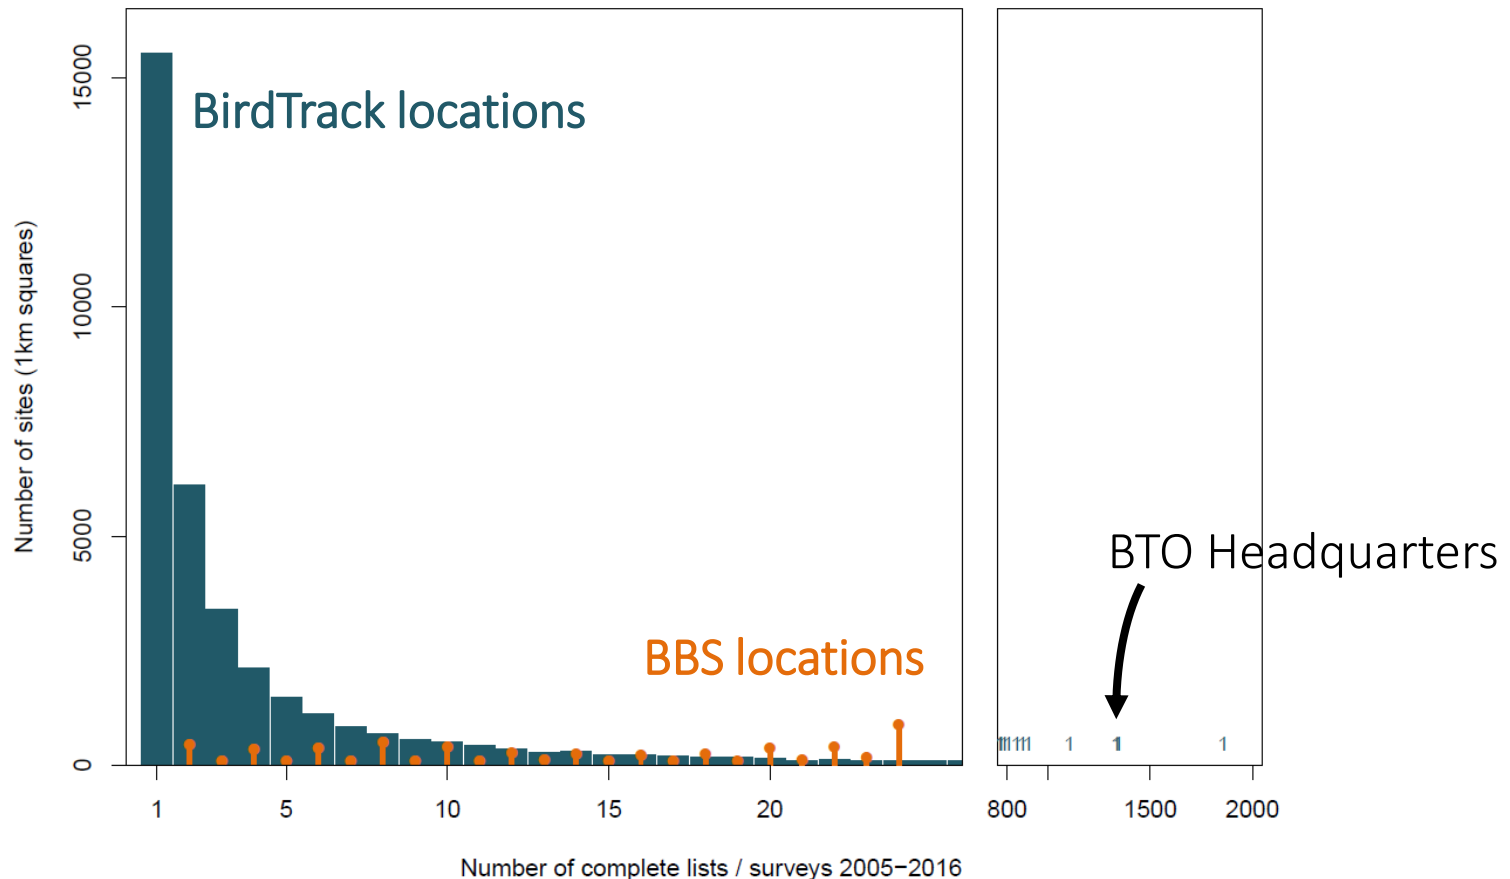 BirdTrack locations
BBS locations
BTO Headquarters
Number of sites (1km squares)
15000
10000
5000
0
1 5 10 15 20
800 1500 2000
1 1 1 1
Number of complete lists / surveys 2005−2016